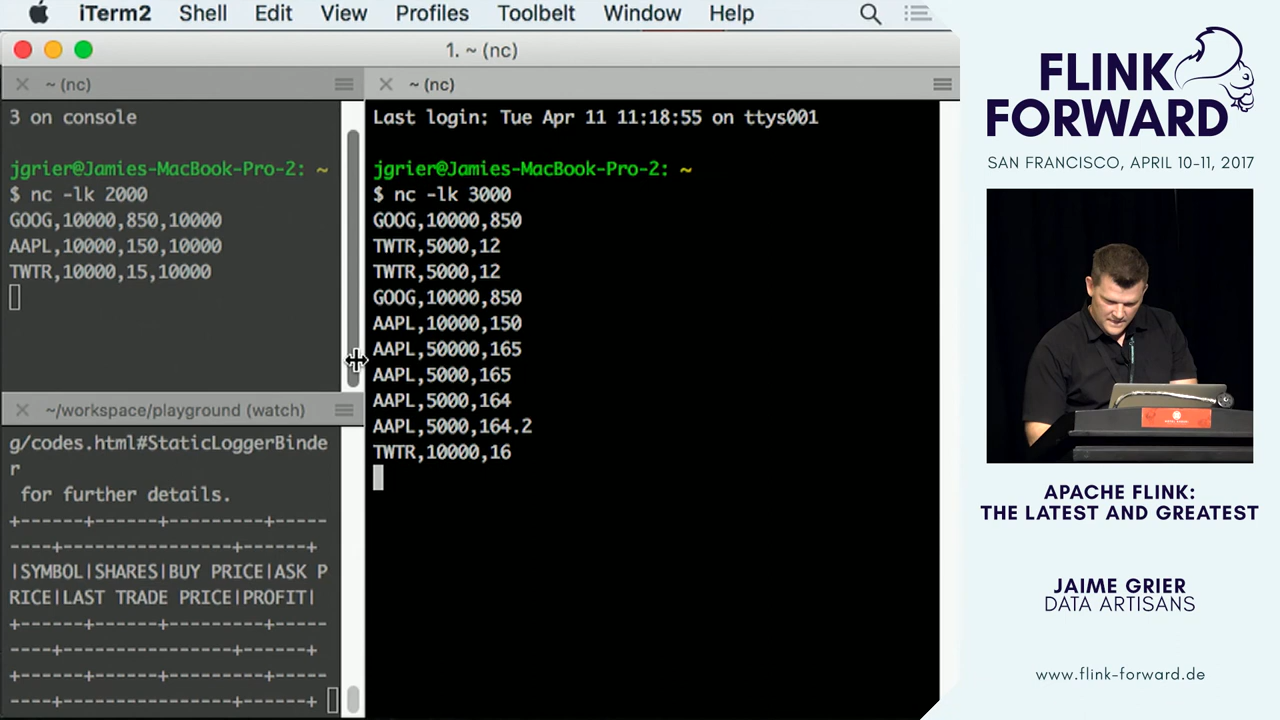 iTerm2 Shell Edit View Profiles Toolbelt Window Help
1. ~ (nc)
~ (nc)
3 on console
jgrier@Jamies-MacBook-Pro-2: ~
$ nc -lk 2000
GOOG,10000,850,10000
AAPL,10000,150,10000
TWTR,10000,15,10000
~/workspace/playground (watch)
g/codes.html#StaticLoggerBinde
r
for further details.
+------+------+---------+-----
----+----------------+------+
|SYMBOL|SHARES|BUY PRICE|ASK P
RICE|LAST TRADE PRICE|PROFIT|
+------+------+---------+-----
----+----------------+------+
+------+------+---------+-----
----+----------------+------+
~ (nc)
Last login: Tue Apr 11 11:18:55 on ttys001
jgrier@Jamies-MacBook-Pro-2: ~
$ nc -lk 3000
GOOG,10000,850
TWTR,5000,12
TWTR,5000,12
GOOG,10000,850
AAPL,10000,150
AAPL,50000,165
AAPL,5000,165
AAPL,5000,164
AAPL,5000,164.2
TWTR,10000,16
FLINK
FORWARD
SAN FRANCISCO, APRIL 10-11, 2017
APACHE FLINK:
THE LATEST AND GREATEST
JAIME GRIER
DATA ARTISANS
www.flink-forward.de